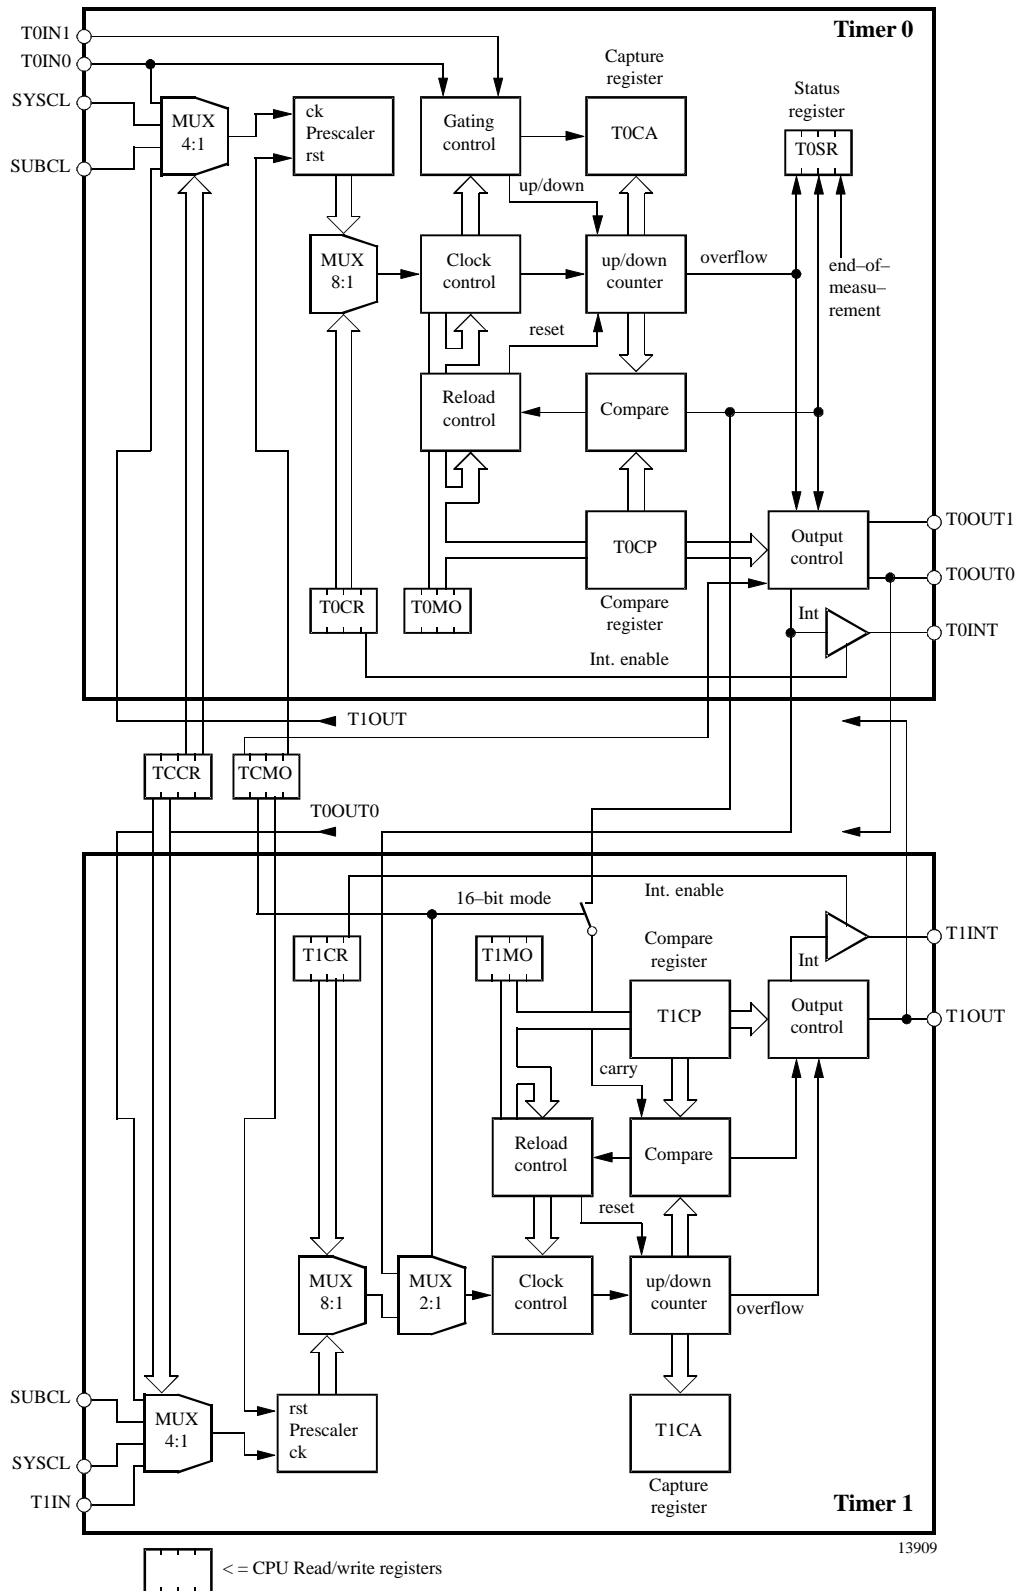 Timer 0
T0IN1
T0IN0
SYSCL
SUBCL
MUX
4:1
ck
Prescaler
rst
Gating
control
Capture
register
T0CA
Status
register
T0SR
up/down
MUX
8:1
Clock
control
up/down
counter
overflow
end–of–
measu–
rement
reset
Reload
control
Compare
T0CP
Compare
register
Output
control
T0OUT1
T0OUT0
T0CR
T0MO
Int
T0INT
Int. enable
T1OUT
TCCR
TCMO
T0OUT0
16–bit mode
Int. enable
T1CR
T1MO
Compare
register
T1CP
T1INT
Int
Output
control
T1OUT
carry
Reload
control
Compare
reset
MUX
8:1
MUX
2:1
Clock
control
up/down
counter
overflow
SUBCL
SYSCL
T1IN
MUX
4:1
rst
Prescaler
ck
T1CA
Capture
register
Timer 1
13909
< = CPU Read/write registers